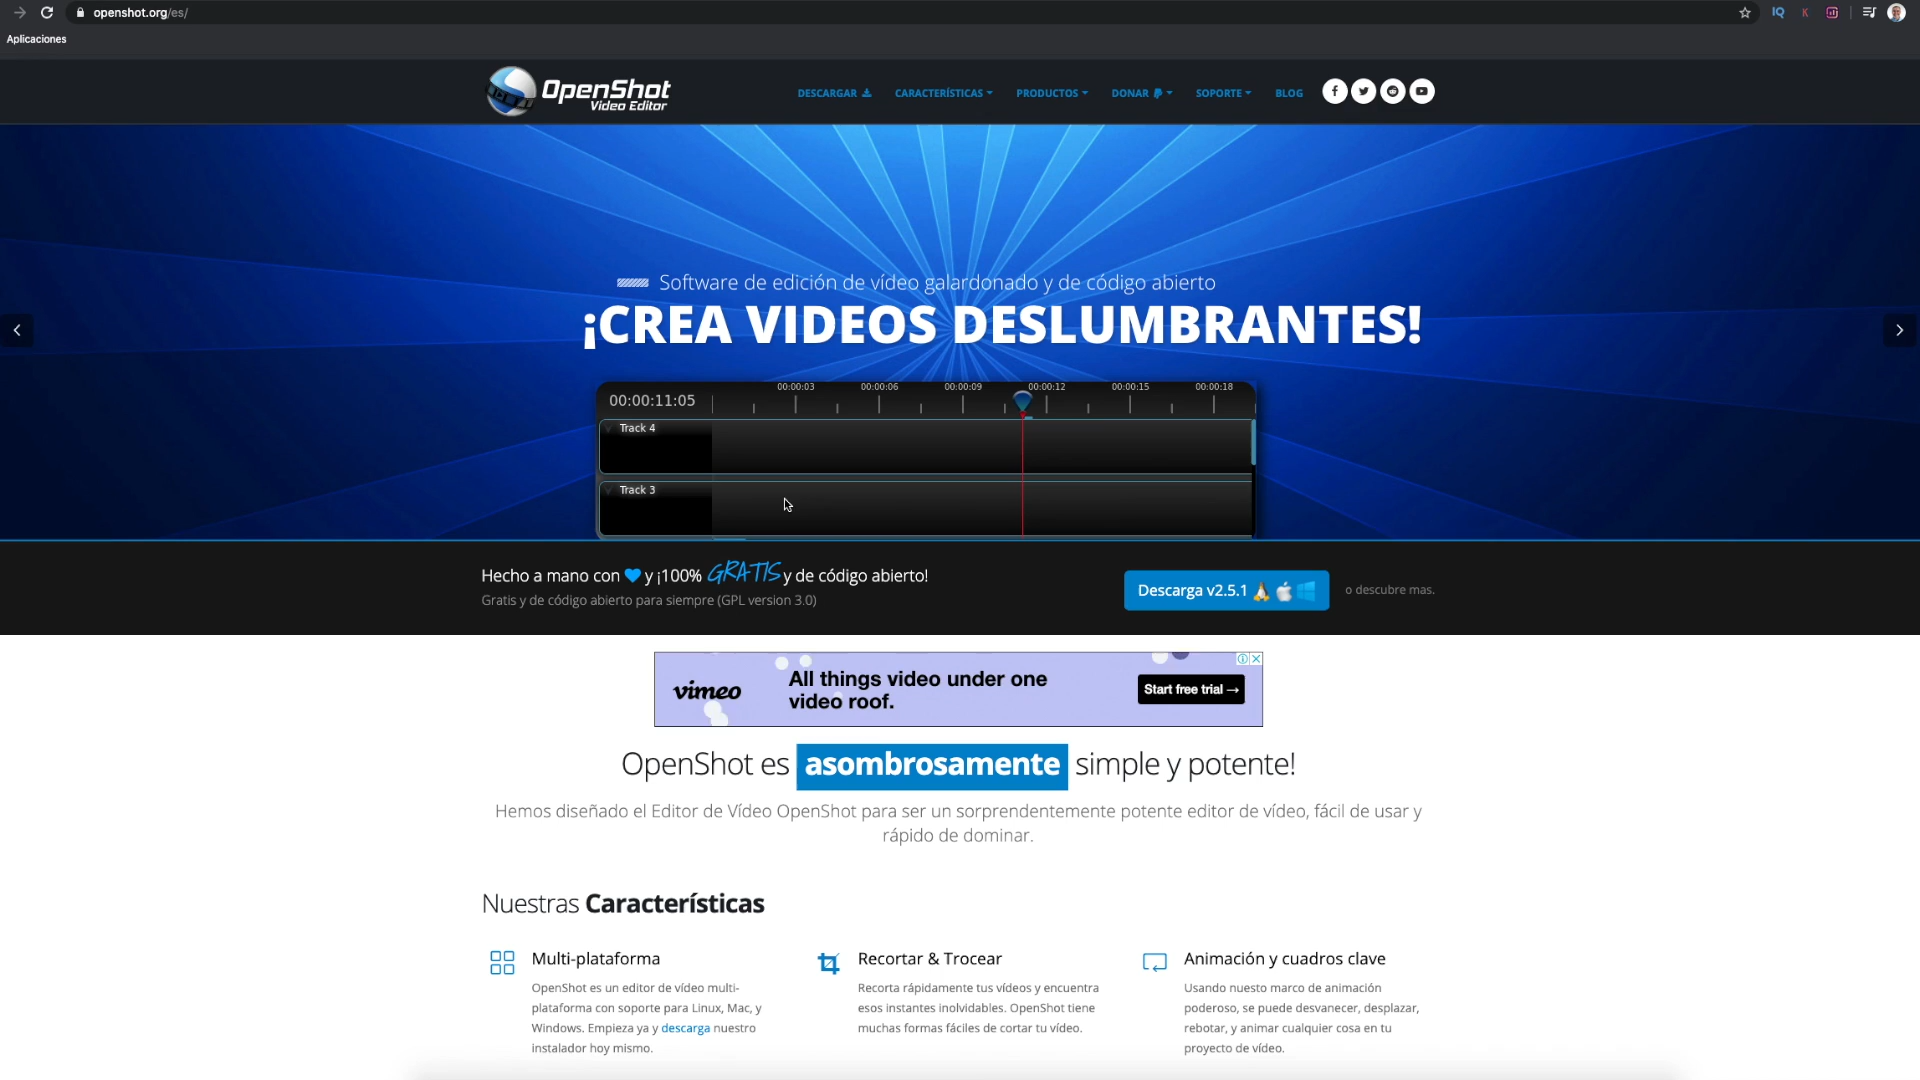 openshot.org/es/
IQ
K
Aplicaciones
OpenShot
Video Editor
DESCARGAR
CARACTERÍSTICAS
PRODUCTOS
DONAR
SOPORTE
BLOG
Software de edición de vídeo galardonado y de código abierto
¡CREA VIDEOS DESLUMBRANTES!
00:00:11:05
00:00:03
00:00:06
00:00:09
00:00:12
00:00:15
00:00:18
Track 4
Track 3
Hecho a mano con y ¡100% GRATIS y de código abierto!
Gratis y de código abierto para siempre (GPL version 3.0)
Descarga v2.5.1
o descubre mas.
vimeo
All things video under one
video roof.
Start free trial →
OpenShot es asombrosamente simple y potente!
Hemos diseñado el Editor de Vídeo OpenShot para ser un sorprendentemente potente editor de vídeo, fácil de usar y
rápido de dominar.
Nuestras Características
Multi-plataforma
OpenShot es un editor de vídeo multi-
plataforma con soporte para Linux, Mac, y
Windows. Empieza ya y descarga nuestro
instalador hoy mismo.
Recortar & Trocear
Recorta rápidamente tus vídeos y encuentra
esos instantes inolvidables. OpenShot tiene
muchas formas fáciles de cortar tu vídeo.
Animación y cuadros clave
Usando nuesto marco de animación
poderoso, se puede desvanecer, desplazar,
rebotar, y animar cualquier cosa en tu
proyecto de vídeo.